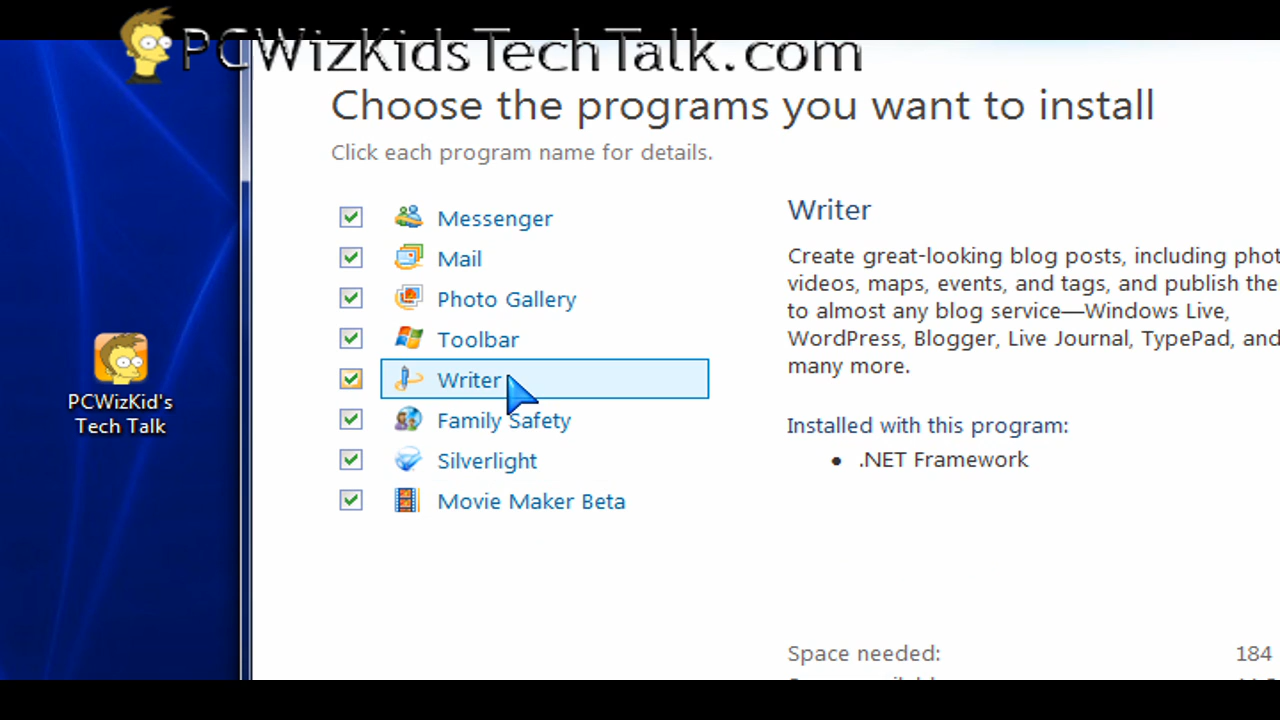 PCWizKidsTechTalk.com
Choose the programs you want to install
Click each program name for details.
Messenger
Mail
Photo Gallery
Toolbar
Writer
Family Safety
Silverlight
Movie Maker Beta
Writer
Create great-looking blog posts, including
videos, maps, events, and tags, and publish
to almost any blog service—Windows Live,
WordPress, Blogger, Live Journal, TypePad, and
many more.
Installed with this program:
• .NET Framework
Space needed: 184
PCWizKid's
Tech Talk